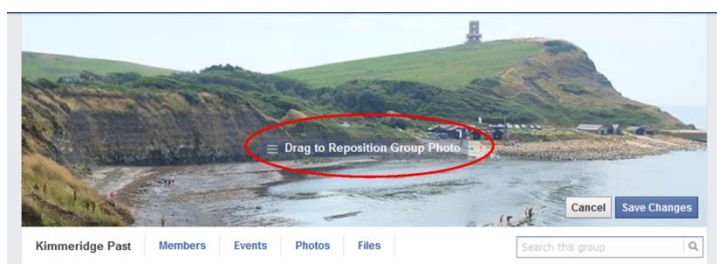 Drag to Reposition Group Photo
Cancel Save Changes
Kimmeridge Past Members Events Photos Files Search this group